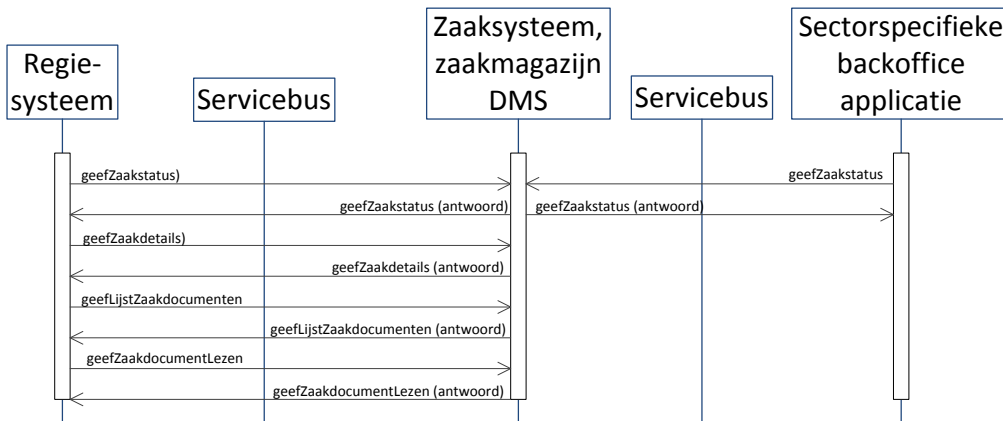 Regie-
systeem
Servicebus
Zaaksysteem,
zaakmagazijn
DMS
Servicebus
Sectorspecifieke
backoffice
applicatie
geefZaakstatus)
geefZaakstatus
geefZaakstatus (antwoord)
geefZaakstatus (antwoord)
geefZaakdetails)
geefZaakdetails (antwoord)
geefLijstZaakdocumenten
geefLijstZaakdocumenten (antwoord)
geefZaakdocumentLezen
geefZaakdocumentLezen (antwoord)